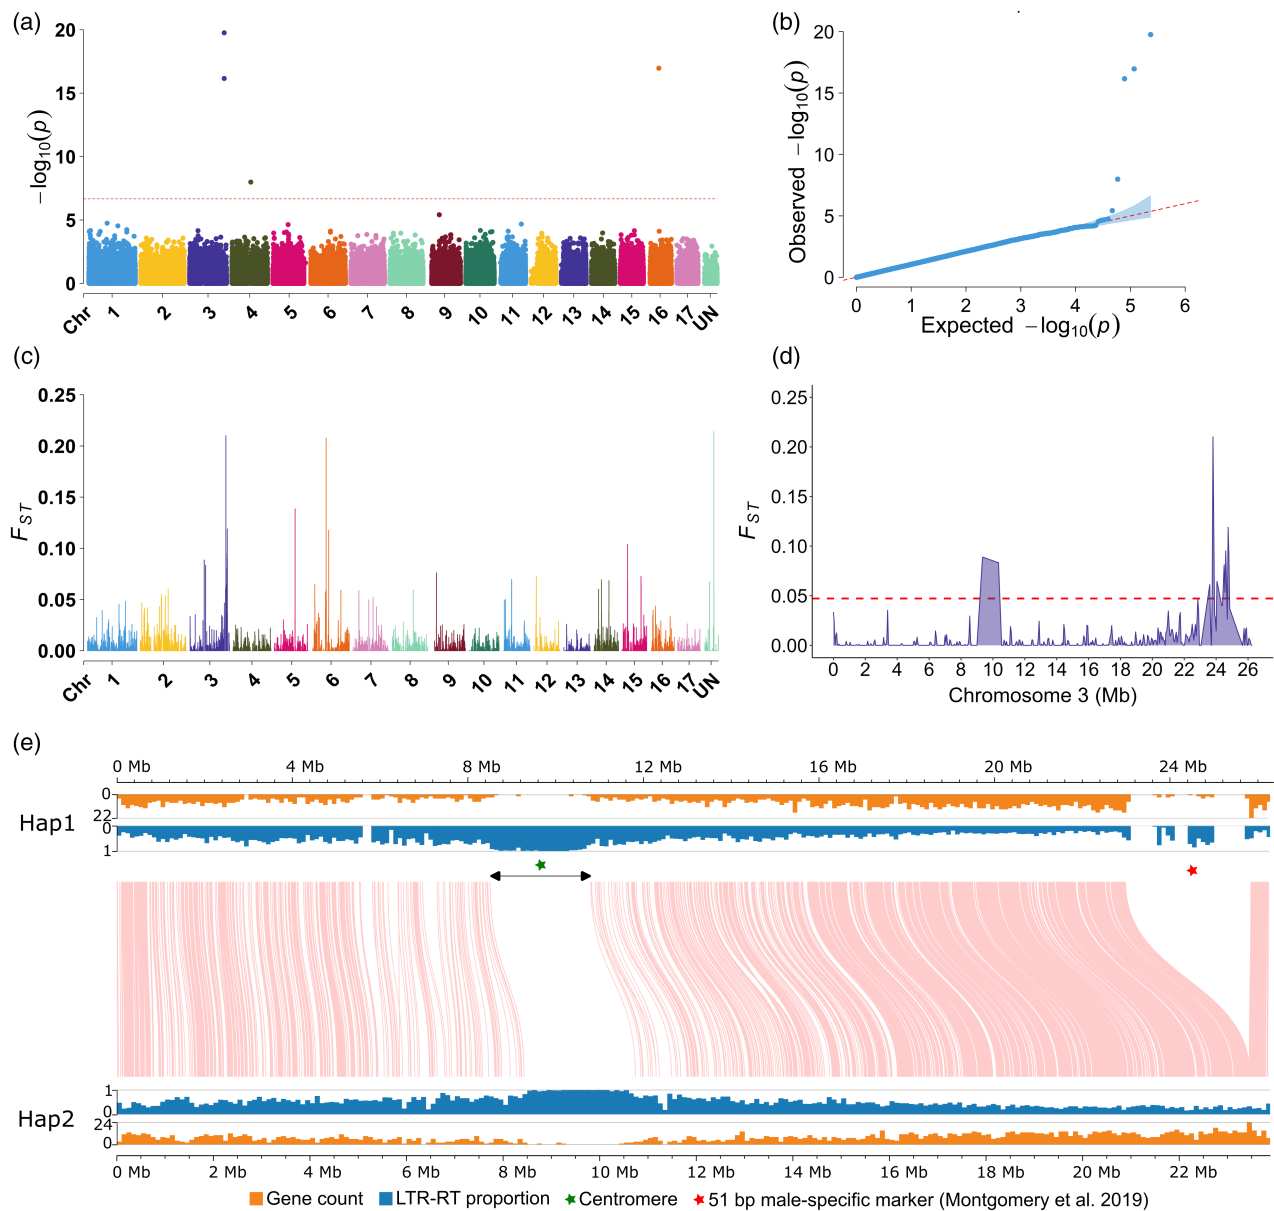 (a)
20
15
10
5
0
−log10(p)
Chr 1 2 3 4 5 6 7 8 9 10 11 12 13 14 15 16 17 UN
(b)
20
15
10
5
0
Observed −log10(p)
0 1 2 3 4 5 6
Expected −log10(p)
(c)
0.25
0.20
0.15
0.10
0.05
0.00
FST
Chr 1 2 3 4 5 6 7 8 9 10 11 12 13 14 15 16 17 UN
(d)
0.25
0.20
0.15
0.10
0.05
0.00
FST
0 2 4 6 8 10 12 14 16 18 20 22 24 26
Chromosome 3 (Mb)
(e)
0 Mb 4 Mb 8 Mb 12 Mb 16 Mb 20 Mb 24 Mb
0
22
Hap1
0
1
1
0
Hap2
24
0
0 Mb 2 Mb 4 Mb 6 Mb 8 Mb 10 Mb 12 Mb 14 Mb 16 Mb 18 Mb 20 Mb 22 Mb
Gene count LTR-RT proportion Centromere 51 bp male-specific marker (Montgomery et al. 2019)